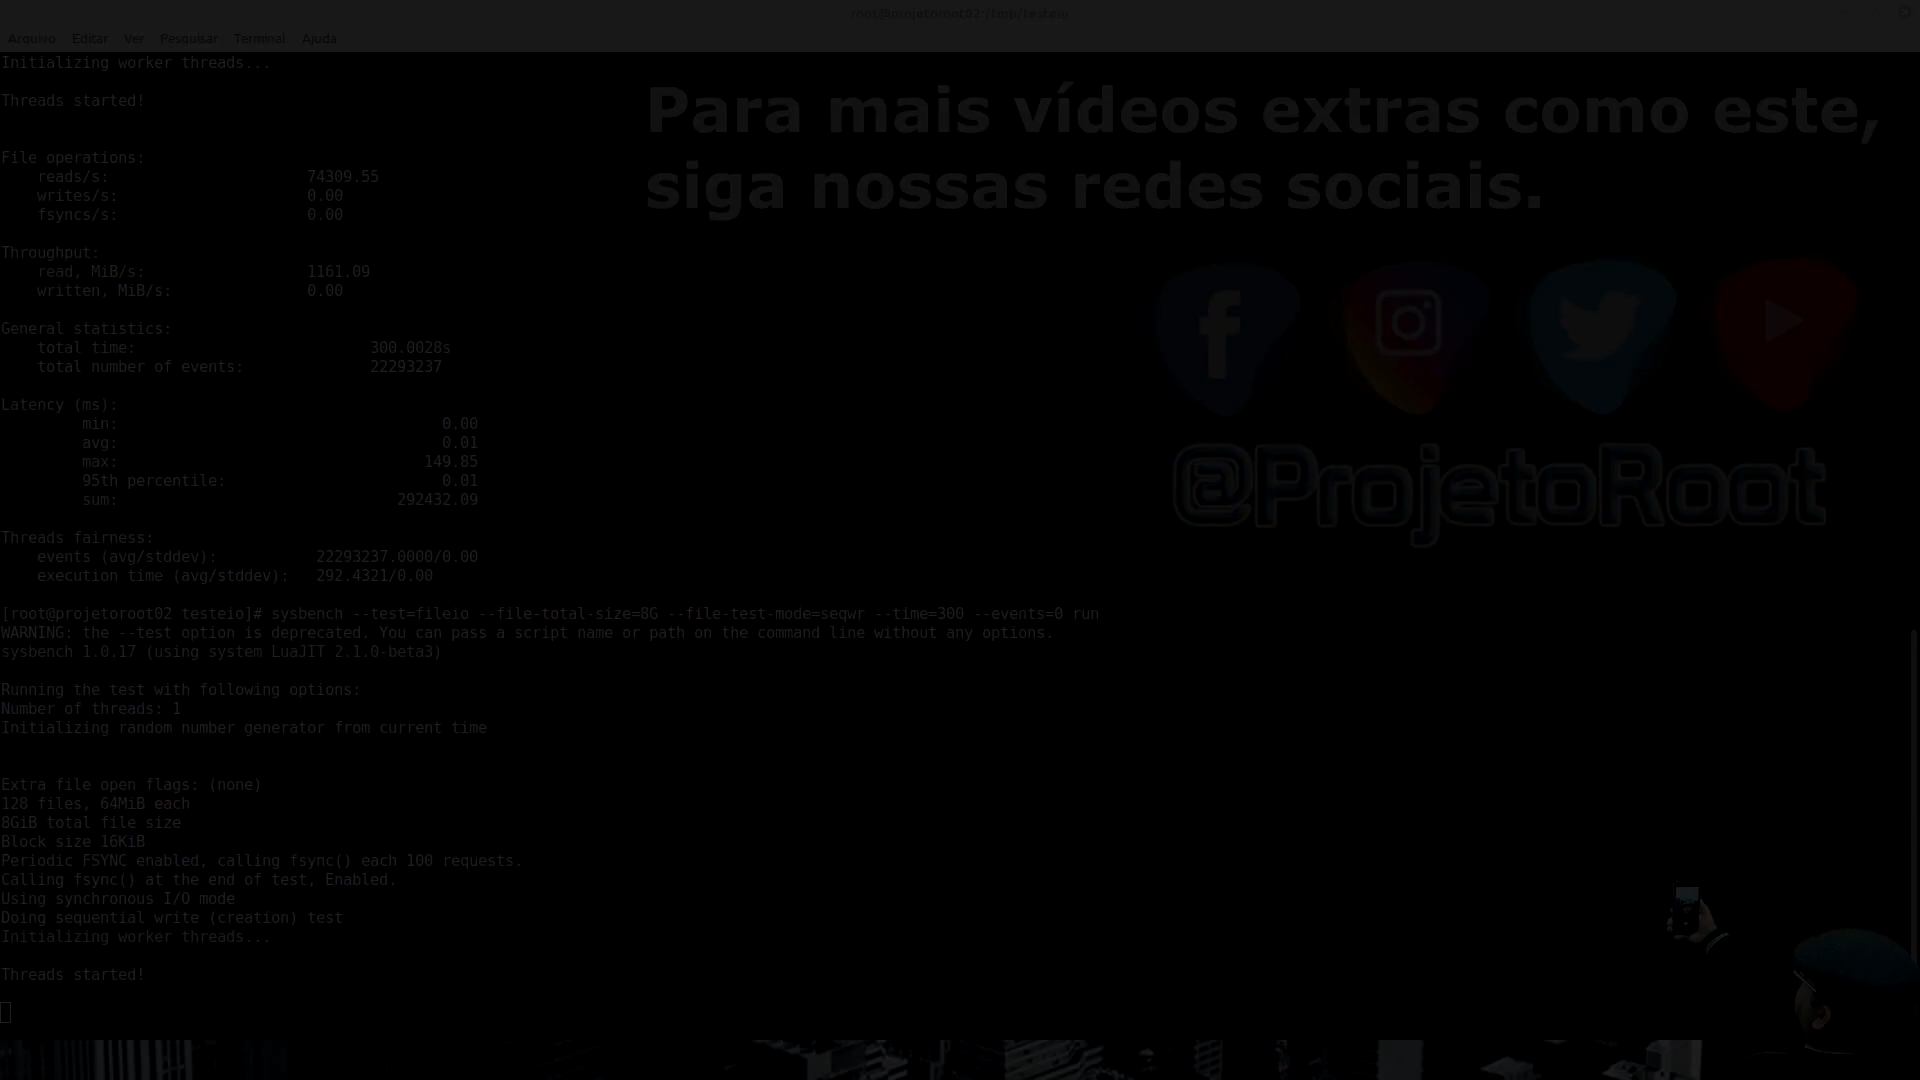 root@projetoroot02:/tmp/testeio
Arquivo Editar Ver Pesquisar Terminal Ajuda
Initializing worker threads...
Threads started!
File operations:
reads/s: 74309.55
writes/s: 0.00
fsyncs/s: 0.00
Throughput:
read, MiB/s: 1161.09
written, MiB/s: 0.00
General statistics:
total time: 300.0028s
total number of events: 22293237
Latency (ms):
min: 0.00
avg: 0.01
max: 149.85
95th percentile: 0.01
sum: 292432.09
Threads fairness:
events (avg/stddev): 22293237.0000/0.00
execution time (avg/stddev): 292.4321/0.00
[root@projetoroot02 testeio]# sysbench --test=fileio --file-total-size=8G --file-test-mode=seqwr --time=300 --events=0 run
WARNING: the --test option is deprecated. You can pass a script name or path on the command line without any options.
sysbench 1.0.17 (using system LuaJIT 2.1.0-beta3)
Running the test with following options:
Number of threads: 1
Initializing random number generator from current time
Extra file open flags: (none)
128 files, 64MiB each
8GiB total file size
Block size 16KiB
Periodic FSYNC enabled, calling fsync() each 100 requests.
Calling fsync() at the end of test, Enabled.
Using synchronous I/O mode
Doing sequential write (creation) test
Initializing worker threads...
Threads started!
Para mais vídeos extras como este,
siga nossas redes sociais.
@ProjetoRoot